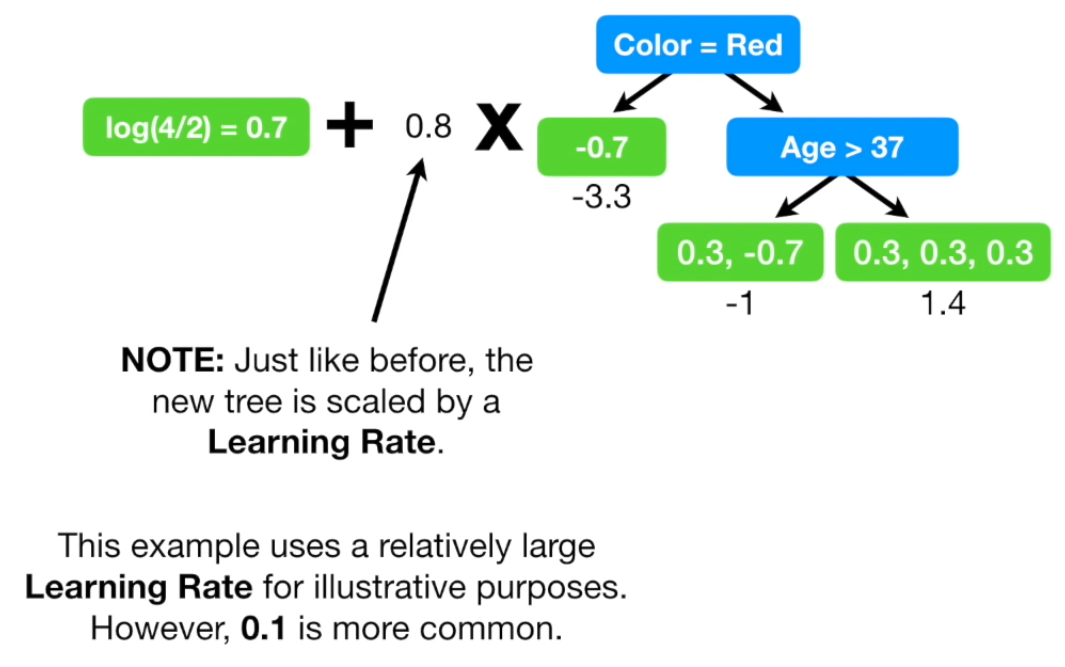 Color = Red
log(4/2) = 0.7 + 0.8 X
-0.7
-3.3
Age > 37
0.3, -0.7
-1
0.3, 0.3, 0.3
1.4
NOTE: Just like before, the
new tree is scaled by a
Learning Rate.
This example uses a relatively large
Learning Rate for illustrative purposes.
However, 0.1 is more common.